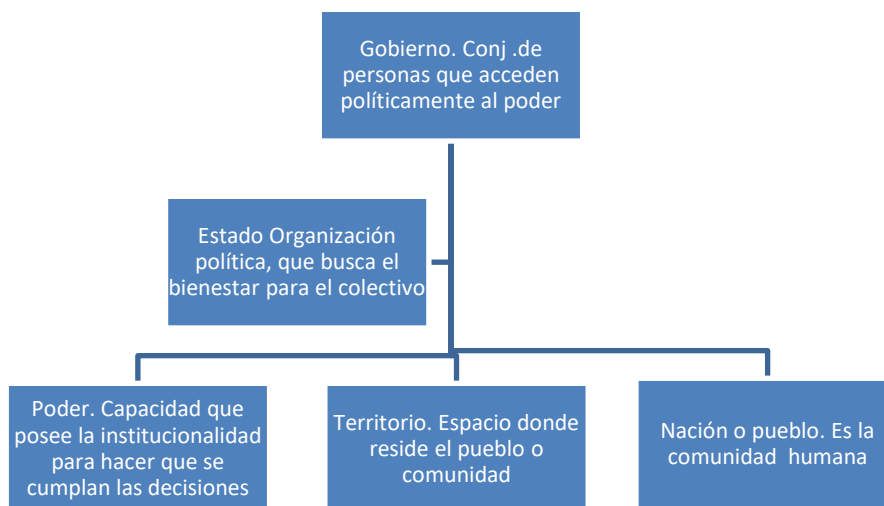 Gobierno. Conj .de
personas que acceden
políticamente al poder
Estado Organización
política, que busca el
bienestar para el colectivo
Poder. Capacidad que
posee la institucionalidad
para hacer que se
cumplan las decisiones
Territorio. Espacio donde
reside el pueblo o
comunidad
Nación o pueblo. Es la
comunidad  humana